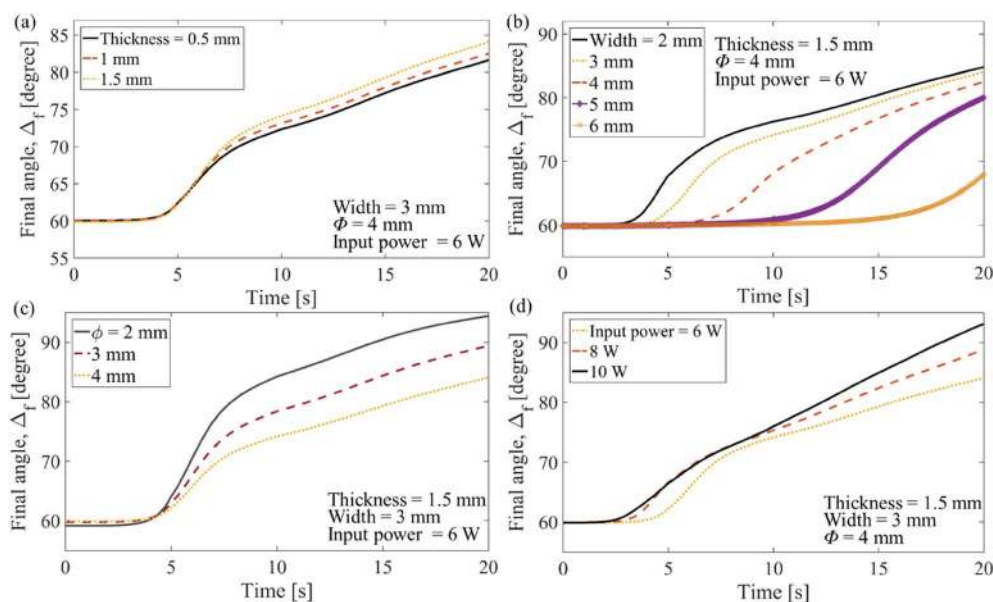 (a)
Thickness = 0.5 mm
1 mm
1.5 mm
Width = 3 mm
Φ = 4 mm
Input power = 6 W
Final angle, Δf [degree]
85
80
75
70
65
60
55
0
5
10
15
20
Time [s]
(b)
Width = 2 mm
3 mm
4 mm
5 mm
6 mm
Thickness = 1.5 mm
Φ = 4 mm
Input power = 6 W
Final angle, Δf [degree]
90
80
70
60
0
5
10
15
20
Time [s]
(c)
ϕ = 2 mm
3 mm
4 mm
Thickness = 1.5 mm
Width = 3 mm
Input power = 6 W
Final angle, Δf [degree]
90
80
70
60
0
5
10
15
20
Time [s]
(d)
Input power = 6 W
8 W
10 W
Thickness = 1.5 mm
Width = 3 mm
Φ = 4 mm
Final angle, Δf [degree]
90
80
70
60
0
5
10
15
20
Time [s]